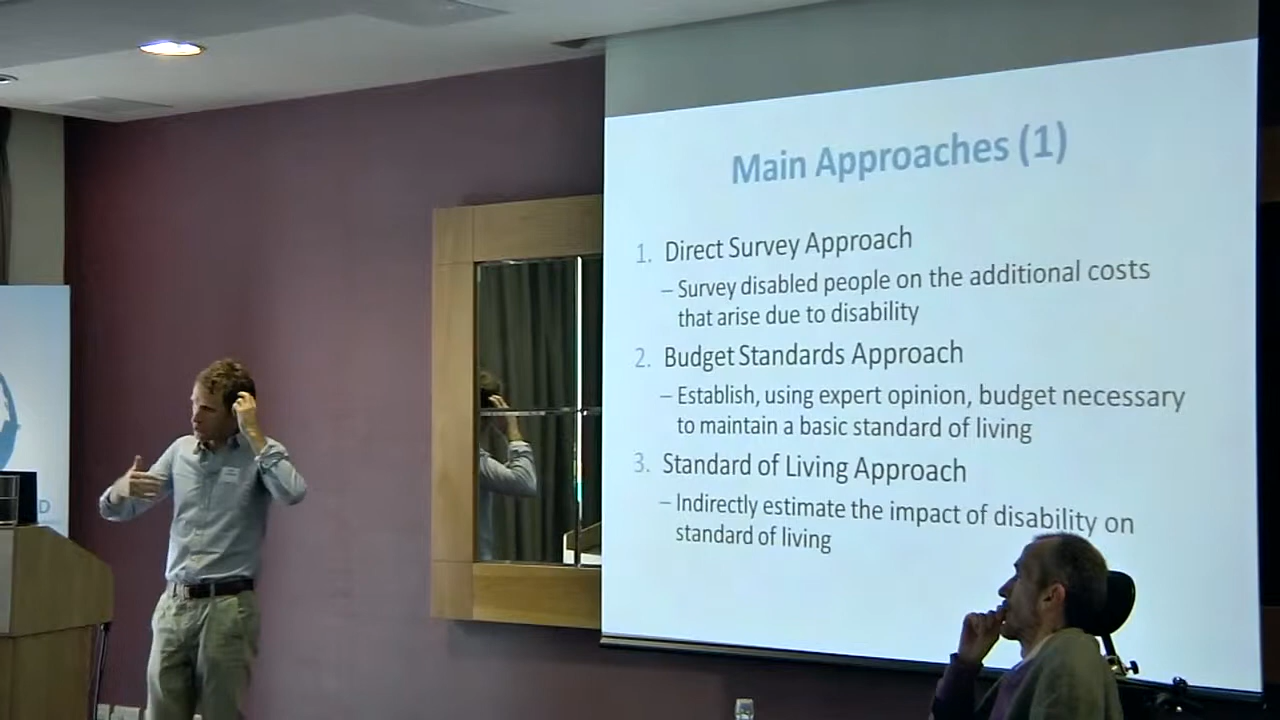 Main Approaches (1)
1. Direct Survey Approach
– Survey disabled people on the additional costs
that arise due to disability
2. Budget Standards Approach
– Establish, using expert opinion, budget necessary
to maintain a basic standard of living
3. Standard of Living Approach
– Indirectly estimate the impact of disability on
standard of living
D